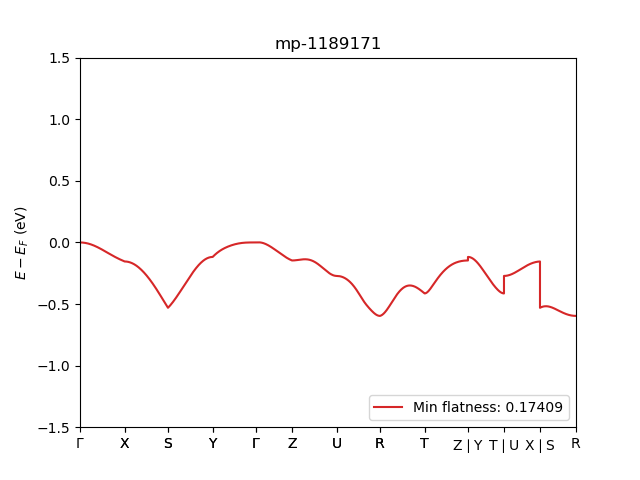 mp-1189171
E − E_F (eV)
1.5
1.0
0.5
0.0
−0.5
−1.0
−1.5
Min flatness: 0.17409
Γ X S Y Γ Z U R T Z | Y T | U X | S R